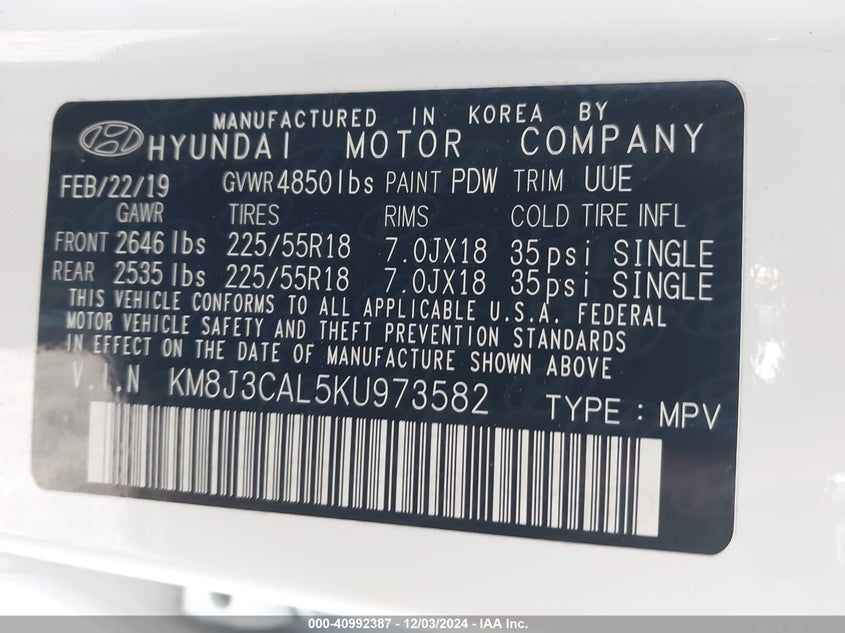 MANUFACTURED IN KOREA BY
HYUNDAI MOTOR COMPANY
FEB/22/19 GVWR 4850lbs PAINT PDW TRIM UUE
GAWR TIRES RIMS COLD TIRE INFL
FRONT 2646 lbs 225/55R18 7.0JX18 35psi SINGLE
REAR 2535 lbs 225/55R18 7.0JX18 35psi SINGLE
THIS VEHICLE CONFORMS TO ALL APPLICABLE U.S.A. FEDERAL
MOTOR VEHICLE SAFETY AND THEFT PREVENTION STANDARDS
IN EFFECT ON THE DATE OF MANUFACTURE SHOWN ABOVE
V.I.N KM8J3CAL5KU973582 TYPE : MPV
000-40992387 - 12/03/2024 - IAA Inc.